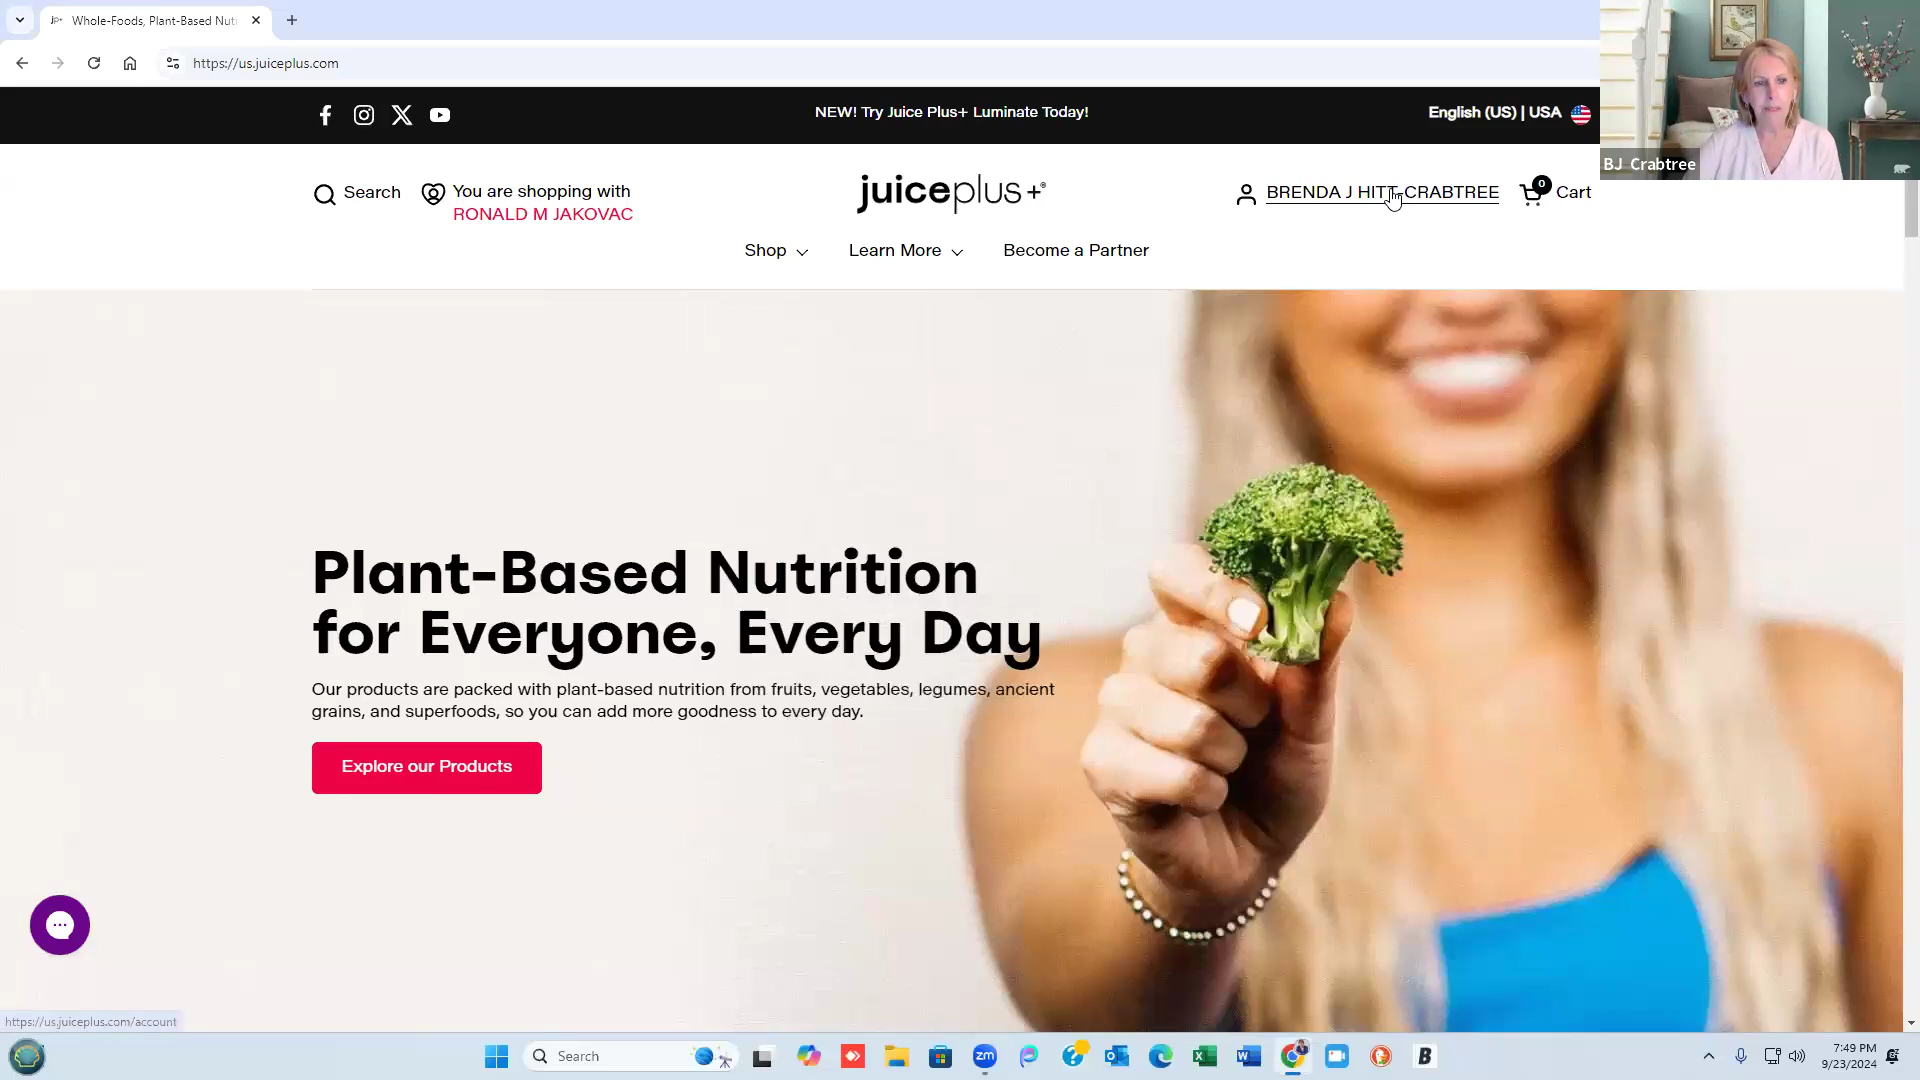 Whole-Foods, Plant-Based Nutri
https://us.juiceplus.com
NEW! Try Juice Plus+ Luminate Today!
English (US) | USA
BJ Crabtree
Search
You are shopping with
RONALD M JAKOVAC
juiceplus+®
BRENDA J HITT-CRABTREE
0
Cart
Shop
Learn More
Become a Partner
Plant-Based Nutrition
for Everyone, Every Day
Our products are packed with plant-based nutrition from fruits, vegetables, legumes, ancient
grains, and superfoods, so you can add more goodness to every day.
Explore our Products
https://us.juiceplus.com/account
Search
zm
7:49 PM
9/23/2024